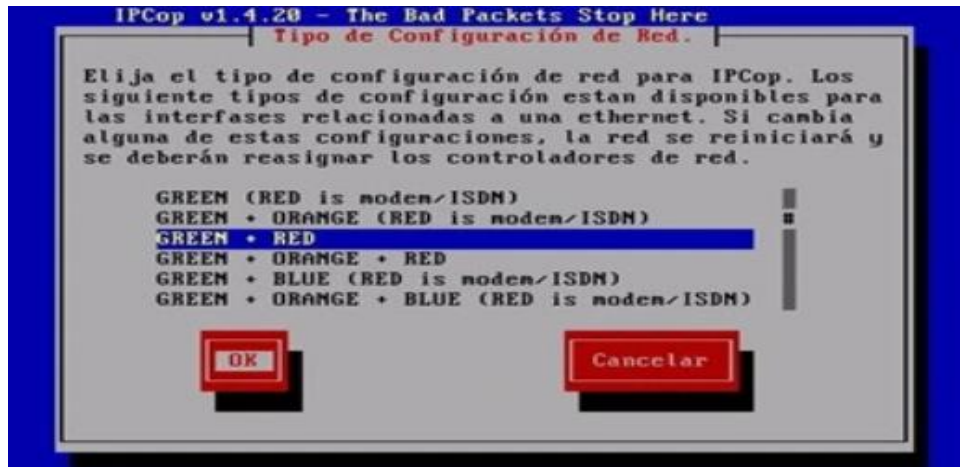 IPCop v1.4.20 - The Bad Packets Stop Here
Tipo de Configuración de Red.
Elija el tipo de configuración de red para IPCop. Los
siguiente tipos de configuración estan disponibles para
las interfases relacionadas a una ethernet. Si cambia
alguna de estas configuraciones, la red se reiniciará y
se deberán reasignar los controladores de red.
GREEN (RED is modem/ISDN)
GREEN + ORANGE (RED is modem/ISDN)
GREEN + RED
GREEN + ORANGE + RED
GREEN + BLUE (RED is modem/ISDN)
GREEN + ORANGE + BLUE (RED is modem/ISDN)
OK Cancelar